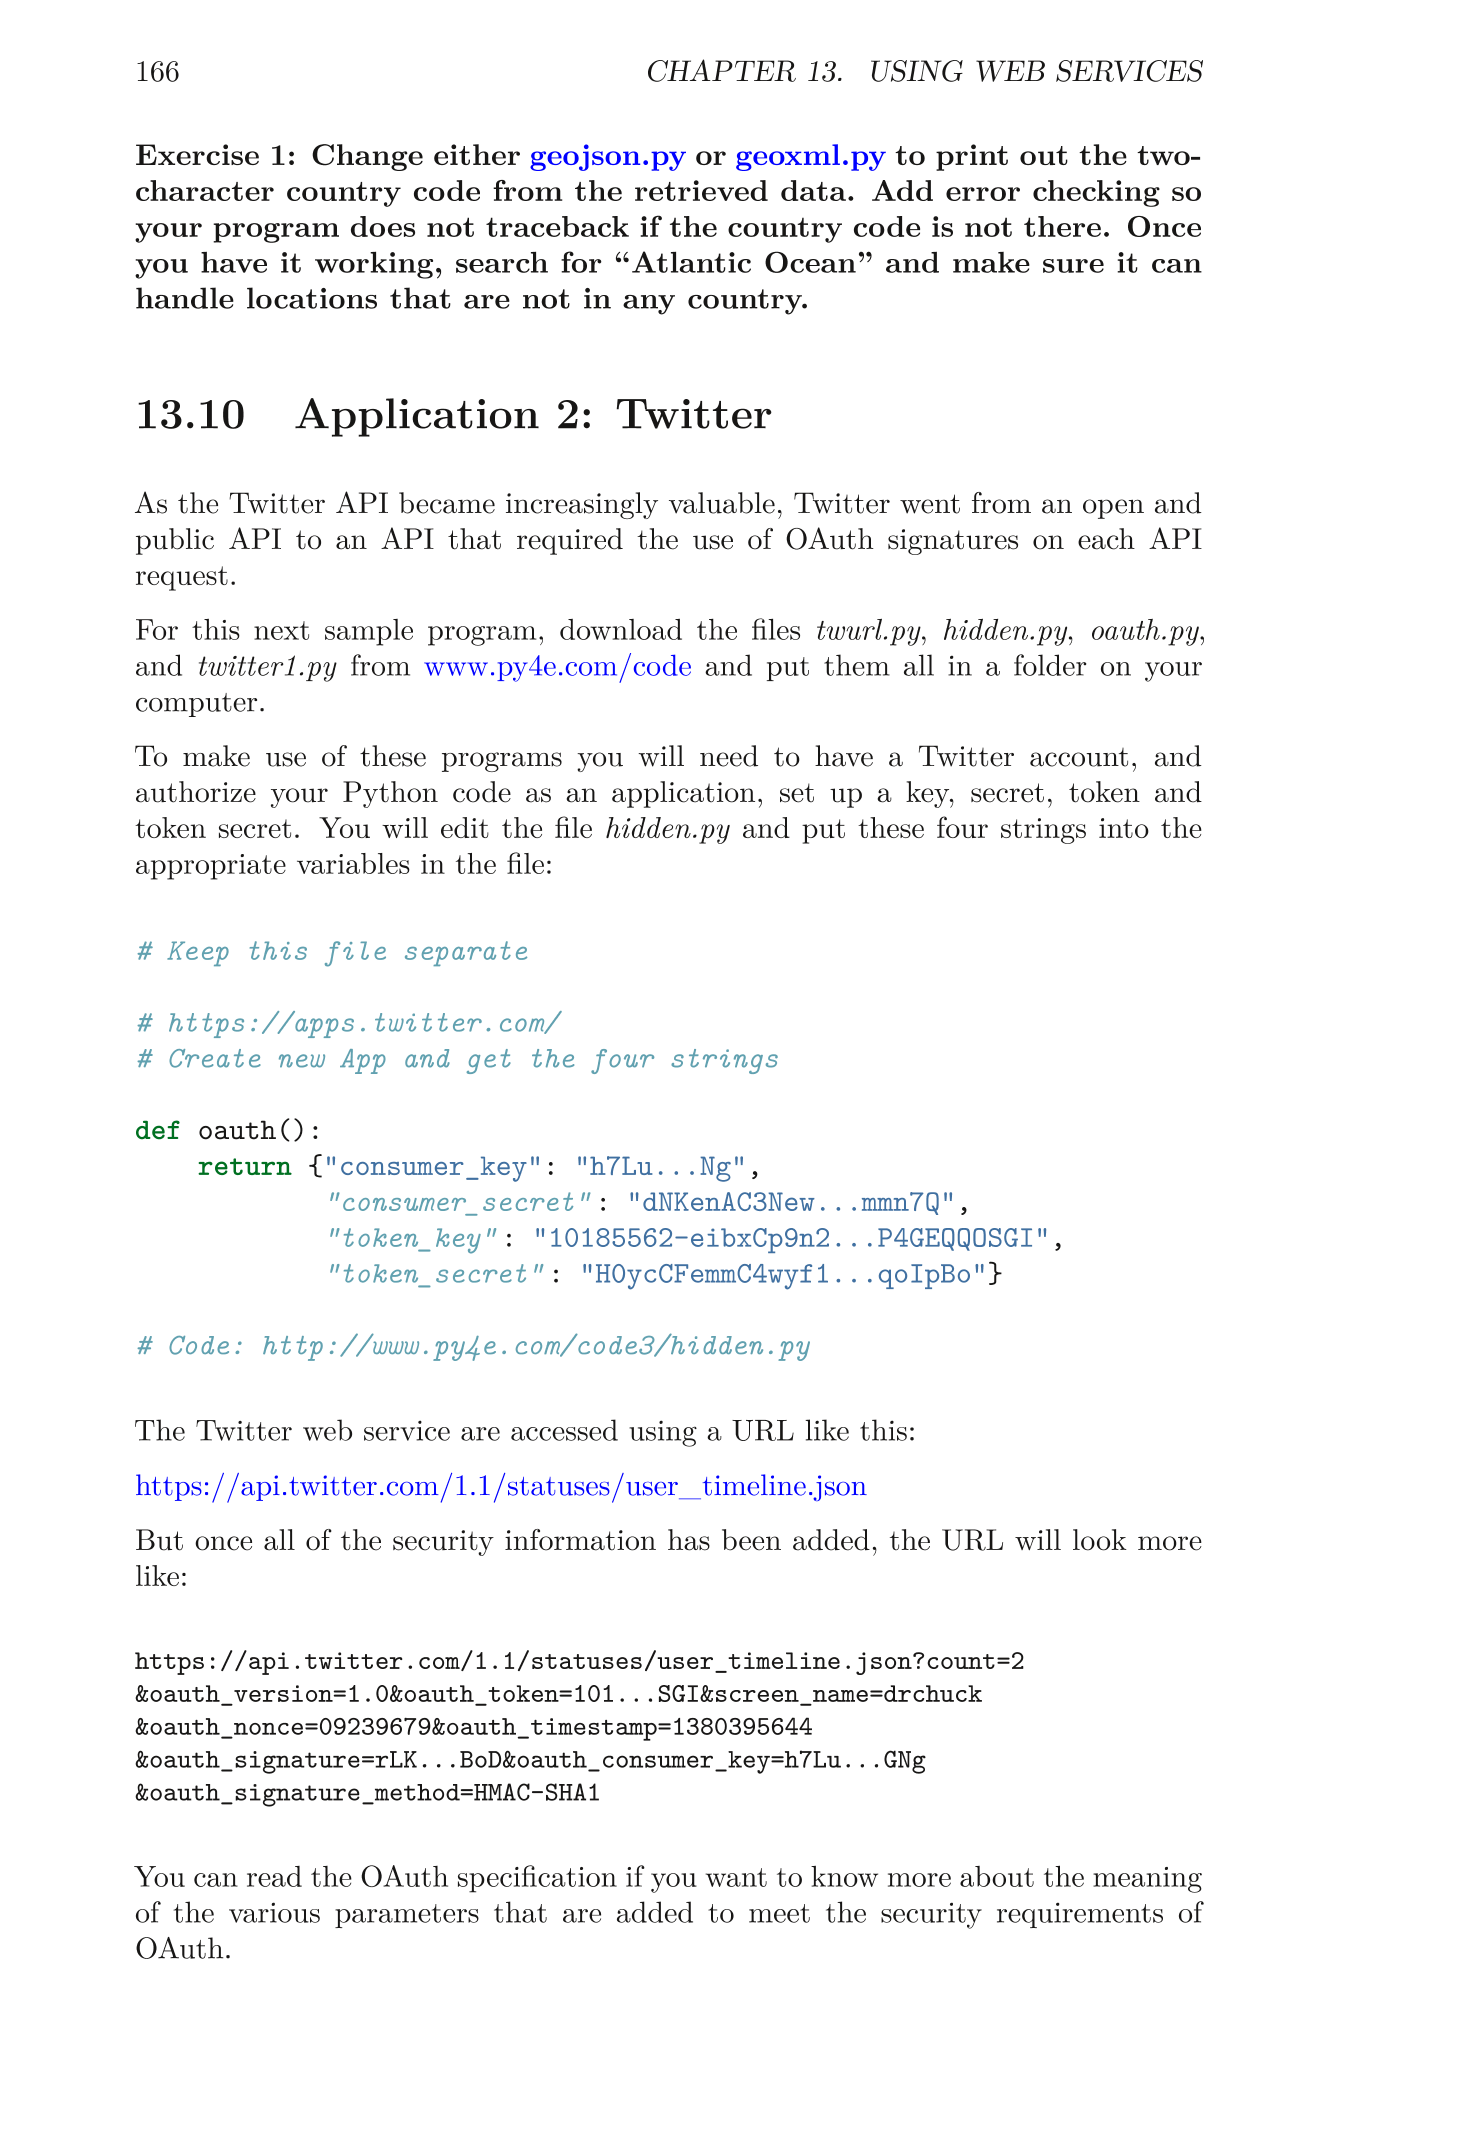 166 CHAPTER 13. USING WEB SERVICES
Exercise 1: Change either geojson.py or geoxml.py to print out the two-
character country code from the retrieved data. Add error checking so
your program does not traceback if the country code is not there. Once
you have it working, search for “Atlantic Ocean” and make sure it can
handle locations that are not in any country.
13.10 Application 2: Twitter
As the Twitter API became increasingly valuable, Twitter went from an open and
public API to an API that required the use of OAuth signatures on each API
request.
For this next sample program, download the files twurl.py, hidden.py, oauth.py,
and twitter1.py from www.py4e.com/code and put them all in a folder on your
computer.
To make use of these programs you will need to have a Twitter account, and
authorize your Python code as an application, set up a key, secret, token and
token secret. You will edit the file hidden.py and put these four strings into the
appropriate variables in the file:
# Keep this file separate
# https://apps.twitter.com/
# Create new App and get the four strings
def oauth():
    return {"consumer_key": "h7Lu...Ng",
            "consumer_secret": "dNKenAC3New...mmn7Q",
            "token_key": "10185562-eibxCp9n2...P4GEQQOSGI",
            "token_secret": "H0ycCFemmC4wyf1...qoIpBo"}
# Code: http://www.py4e.com/code3/hidden.py
The Twitter web service are accessed using a URL like this:
https://api.twitter.com/1.1/statuses/user_timeline.json
But once all of the security information has been added, the URL will look more
like:
https://api.twitter.com/1.1/statuses/user_timeline.json?count=2
&oauth_version=1.0&oauth_token=101...SGI&screen_name=drchuck
&oauth_nonce=09239679&oauth_timestamp=1380395644
&oauth_signature=rLK...BoD&oauth_consumer_key=h7Lu...GNg
&oauth_signature_method=HMAC-SHA1
You can read the OAuth specification if you want to know more about the meaning
of the various parameters that are added to meet the security requirements of
OAuth.